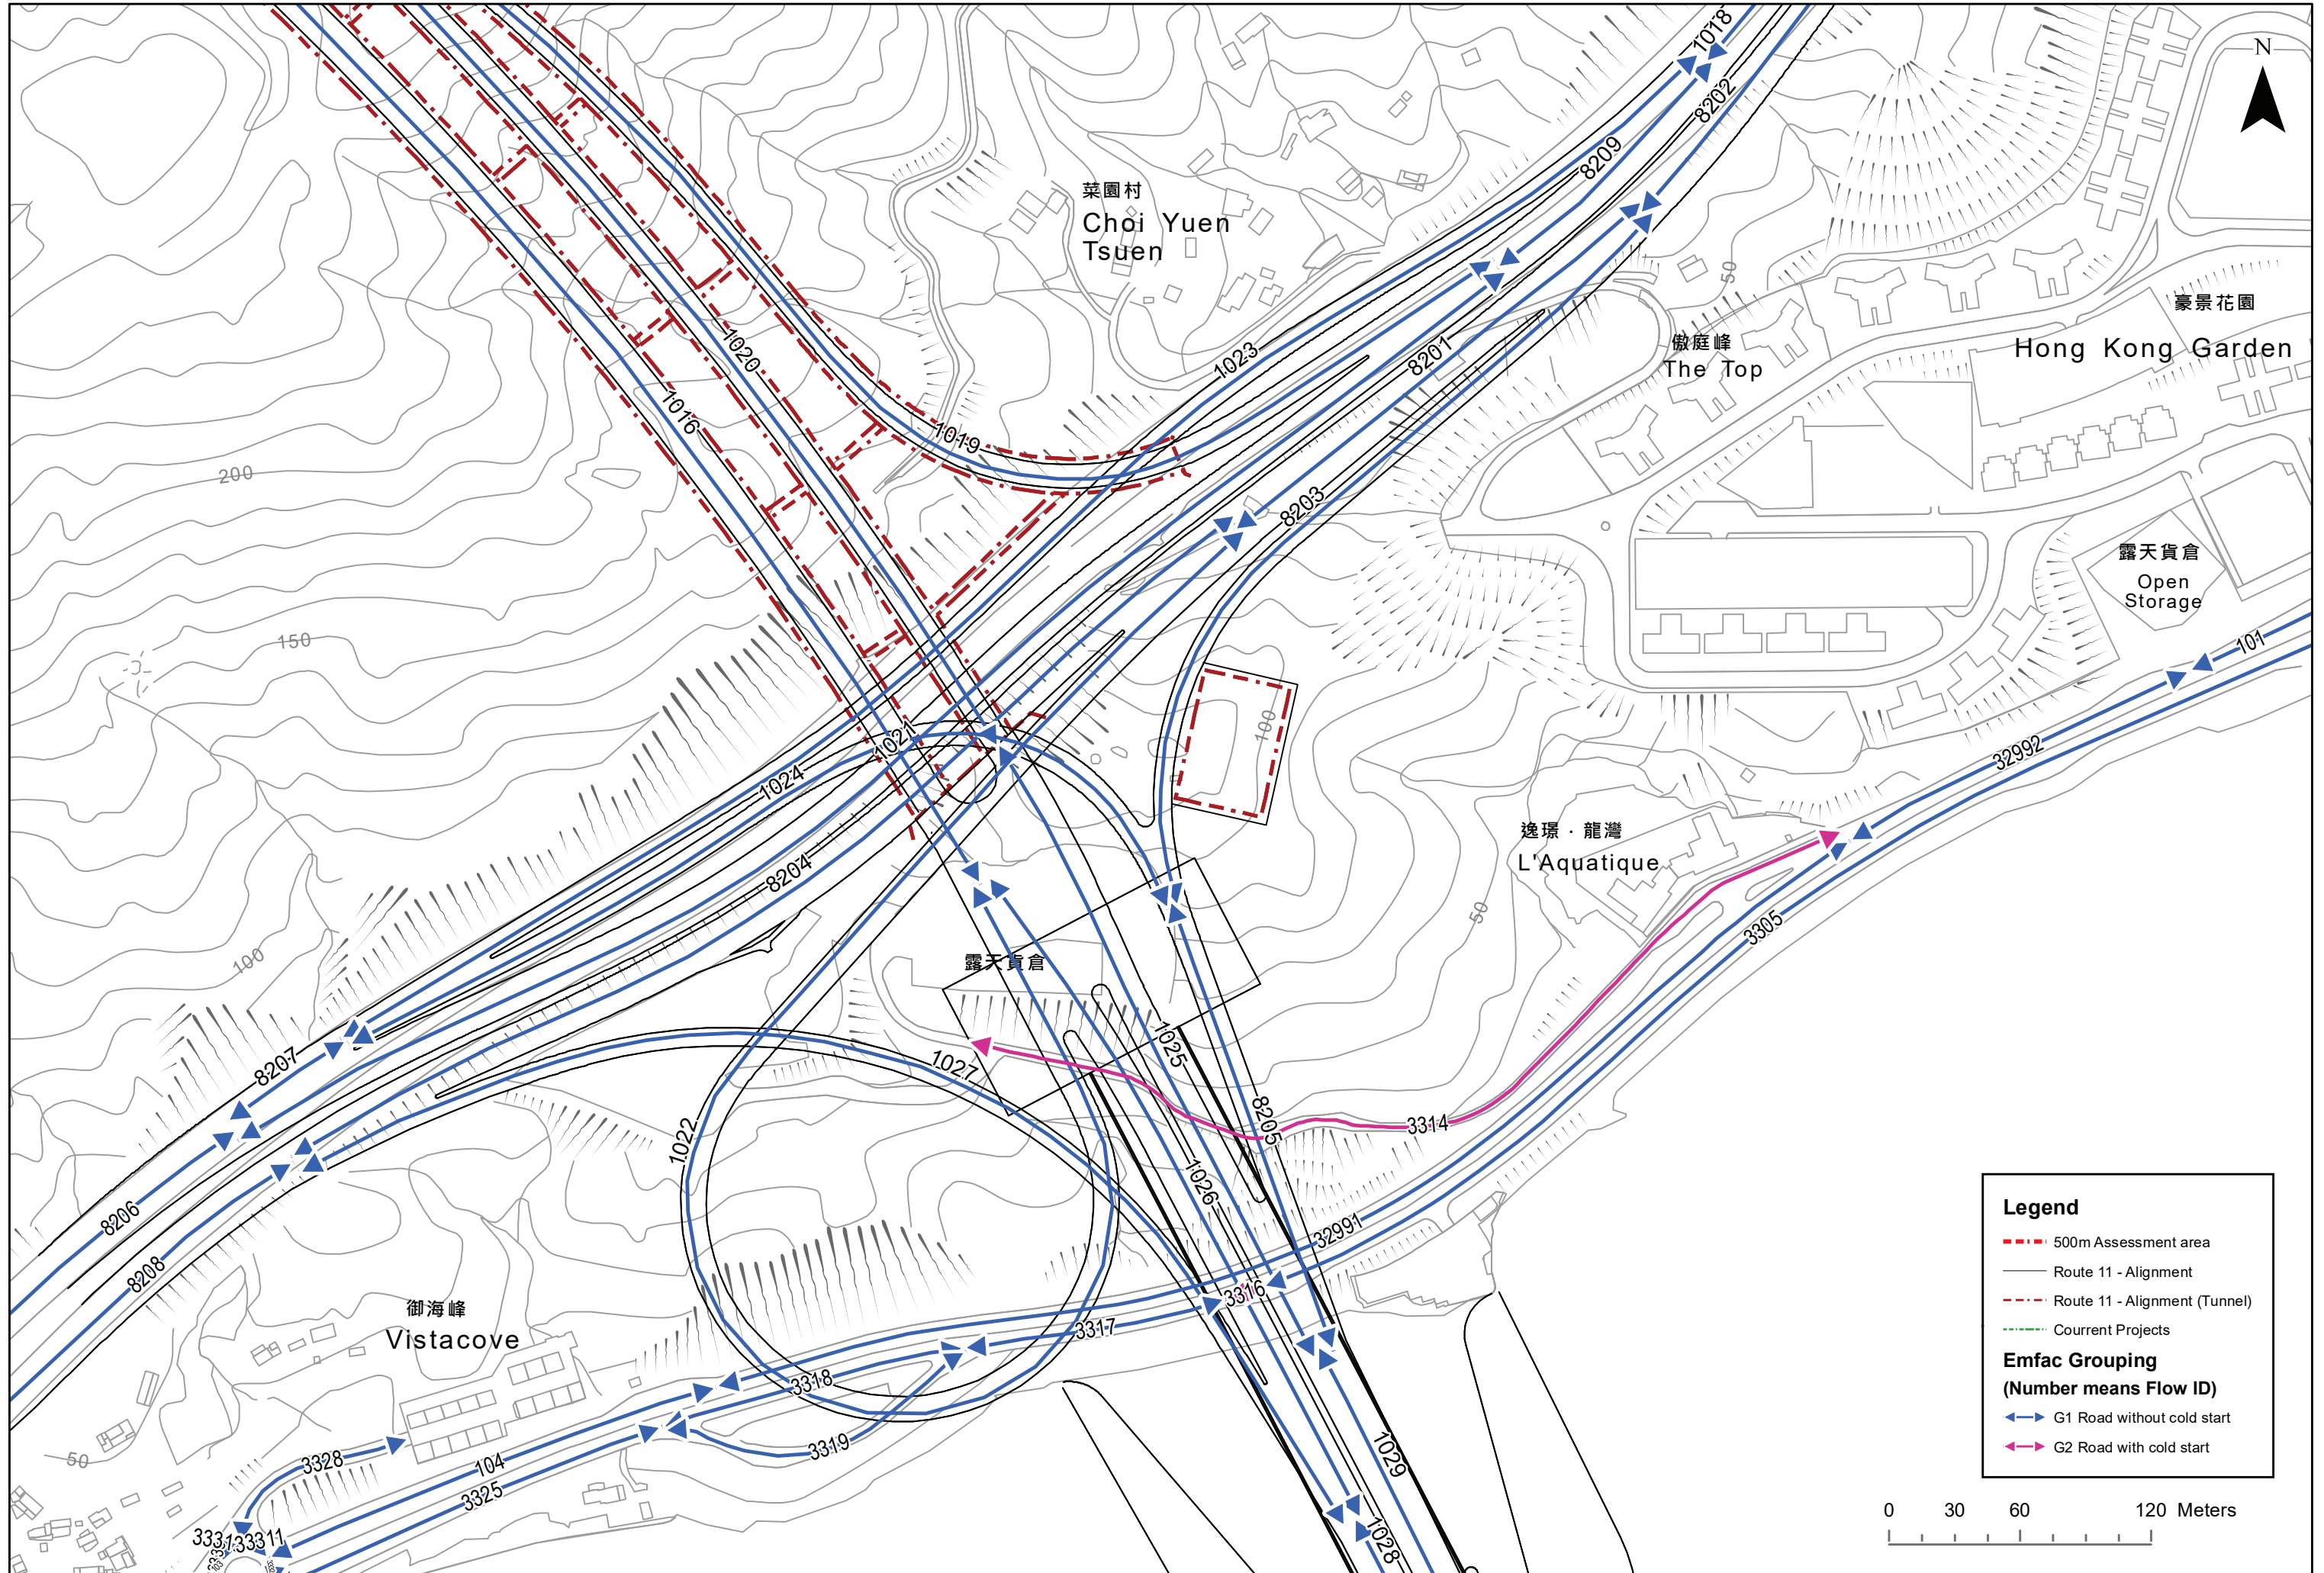 1018
N
8202
8209
菜園村
Choi Yuen
Tsuen
50
豪景花園
Hong Kong Garden
傲庭峰
The Top
1020
1023
8201
1016
1019
200
8203
露天貨倉
Open
Storage
150
101
100
1021
32992
1024
逸璟．龍灣
L'Aquatique
8204
50
3305
100
露天貨倉
1025
8207
1027
8205
3314
1022
1026
Legend
500m Assessment area
Route 11 - Alignment
Route 11 - Alignment (Tunnel)
Courrent Projects
Emfac Grouping
(Number means Flow ID)
G1 Road without cold start
G2 Road with cold start
8206
32991
8208
3316
御海峰
Vistacove
3317
3318
3319
50
3328
104
3325
1029
0 30 60 120 Meters
33311
1028